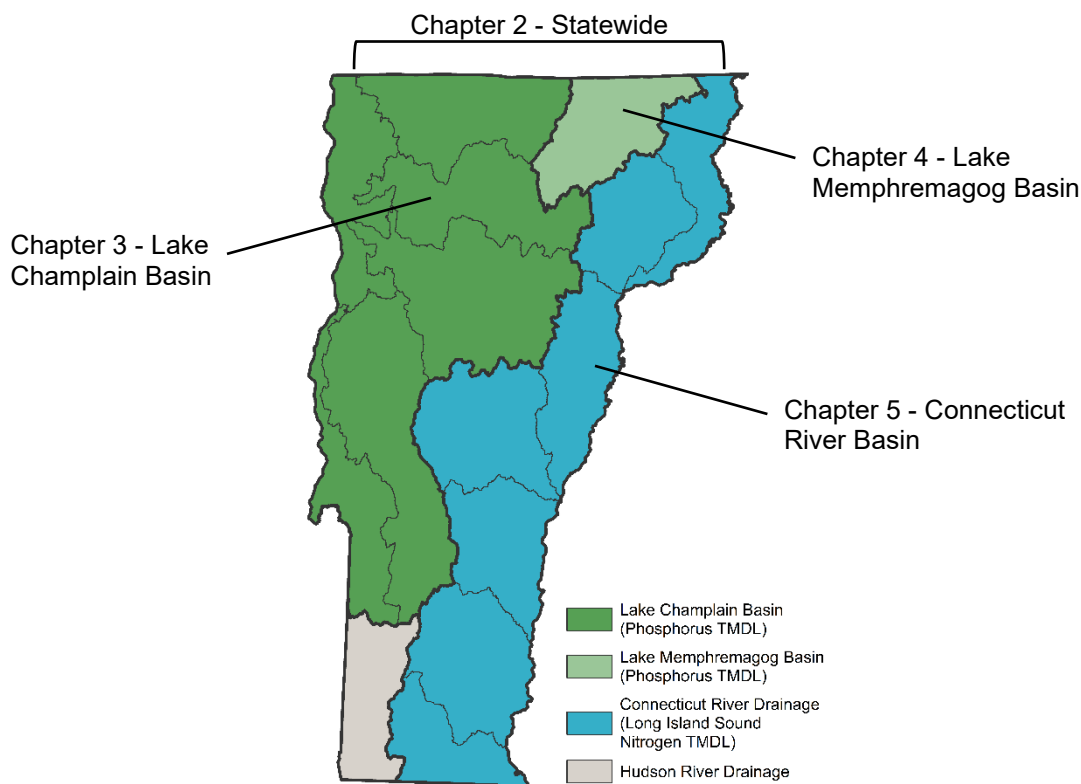 Chapter 2 - Statewide
Chapter 4 - Lake
Memphremagog Basin
Chapter 3 - Lake
Champlain Basin
Chapter 5 - Connecticut
River Basin
Lake Champlain Basin
(Phosphorus TMDL)
Lake Memphremagog Basin
(Phosphorus TMDL)
Connecticut River Drainage
(Long Island Sound
Nitrogen TMDL)
Hudson River Drainage